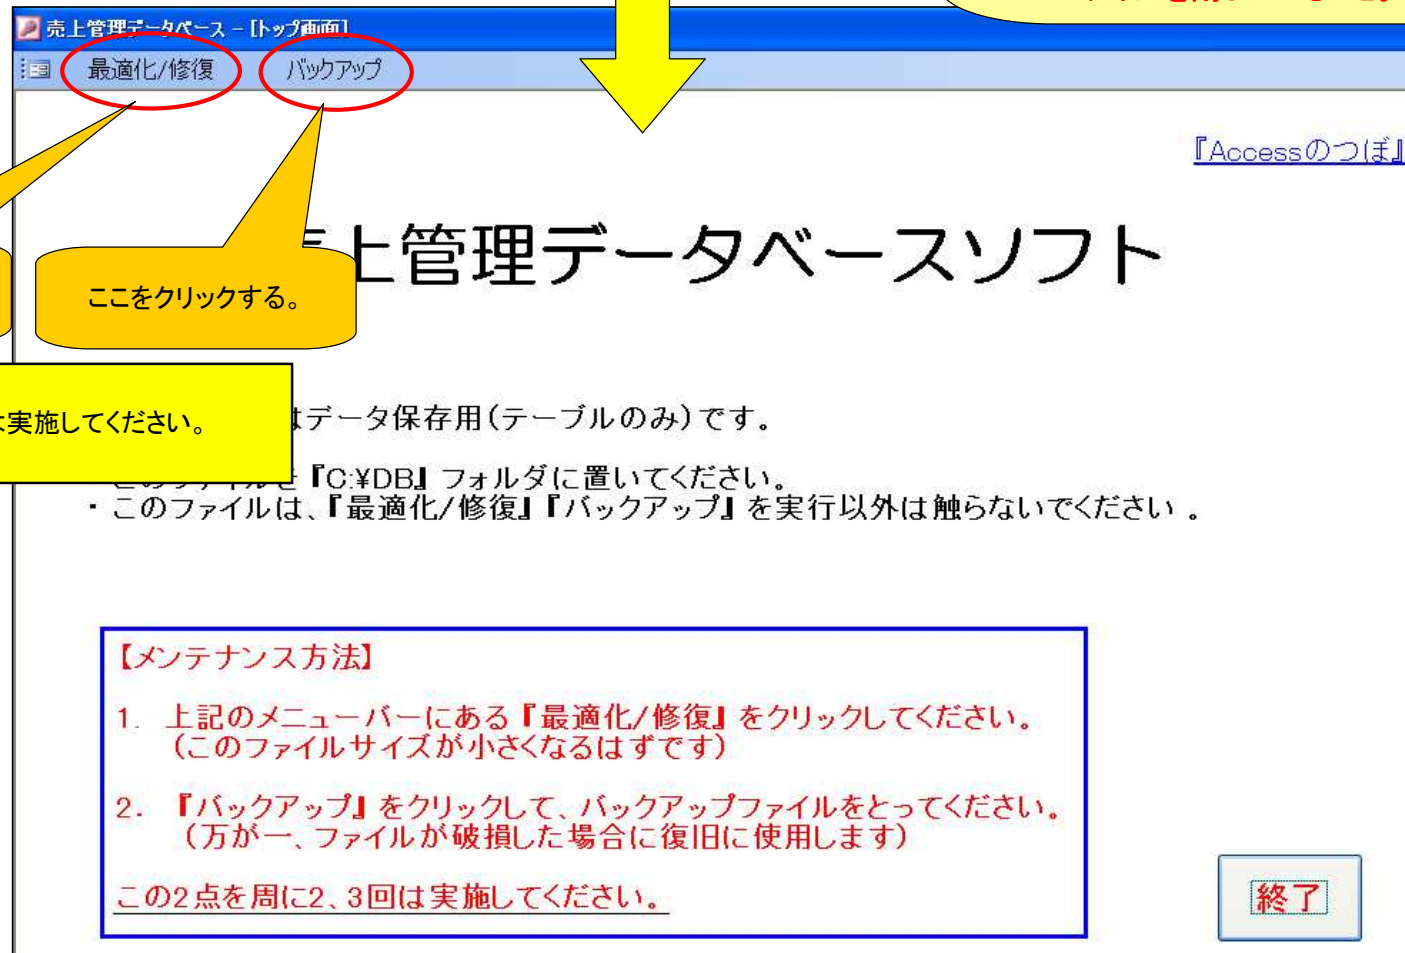 売上管理データベース - [トップ画面]
最適化/修復 バックアップ
『Accessのつぼ』
上管理データベースソフト
ここをクリックする。
実施してください。
はデータ保存用(テーブルのみ)です。
『C:¥DB』フォルダに置いてください。
・このファイルは、『最適化/修復』『バックアップ』を実行以外は触らないでください 。
【メンテナンス方法】
1. 上記のメニューバーにある『最適化/修復』をクリックしてください。
(このファイルサイズが小さくなるはずです)
2. 『バックアップ』をクリックして、バックアップファイルをとってください。
(万が一、ファイルが破損した場合に復旧に使用します)
この2点を周に2、3回は実施してください。
終了